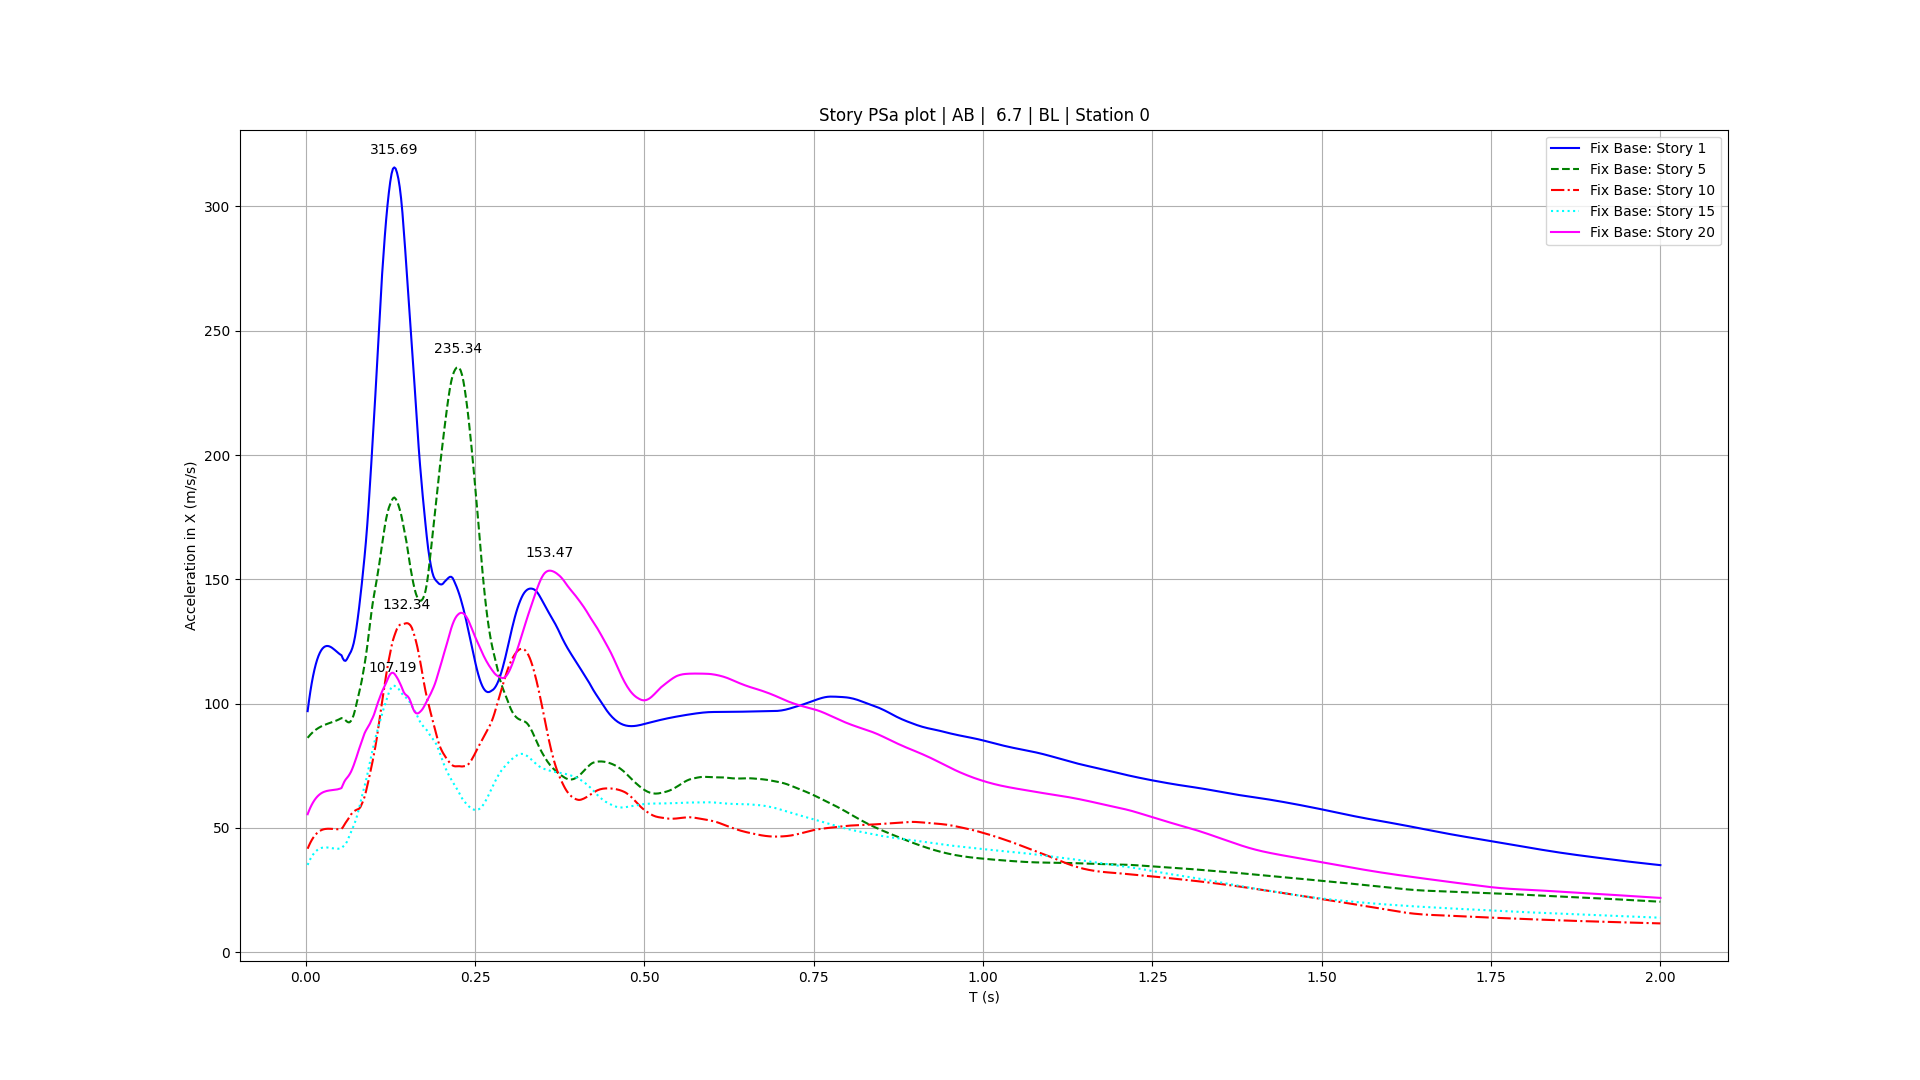 Story PSa plot | AB |  6.7 | BL | Station 0
315.69
235.34
153.47
132.34
107.19
Fix Base: Story 1
Fix Base: Story 5
Fix Base: Story 10
Fix Base: Story 15
Fix Base: Story 20
Acceleration in X (m/s/s)
300
250
200
150
100
50
0
0.00 0.25 0.50 0.75 1.00 1.25 1.50 1.75 2.00
T (s)